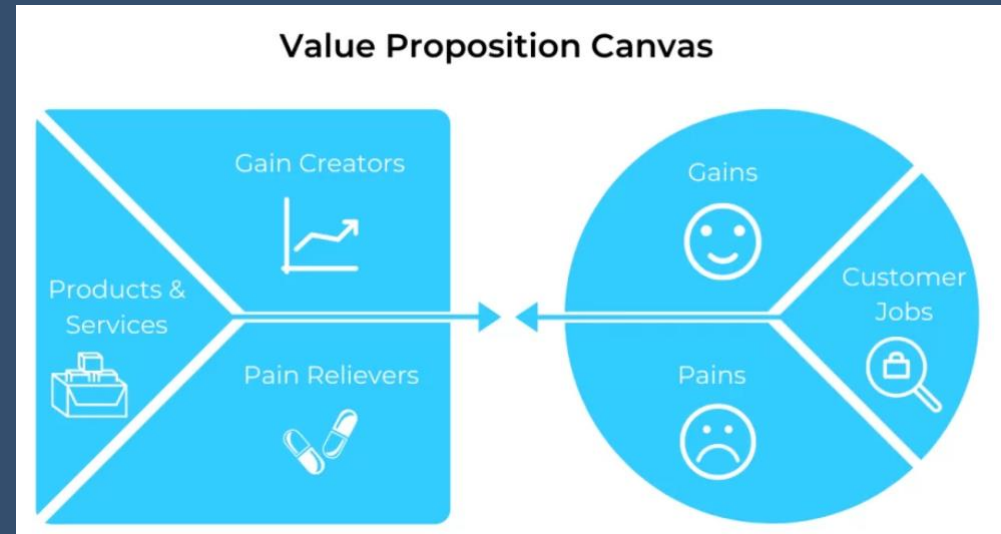 Value Proposition Canvas
Gain Creators
Products &
Services
Pain Relievers
Gains
Customer
Jobs
Pains